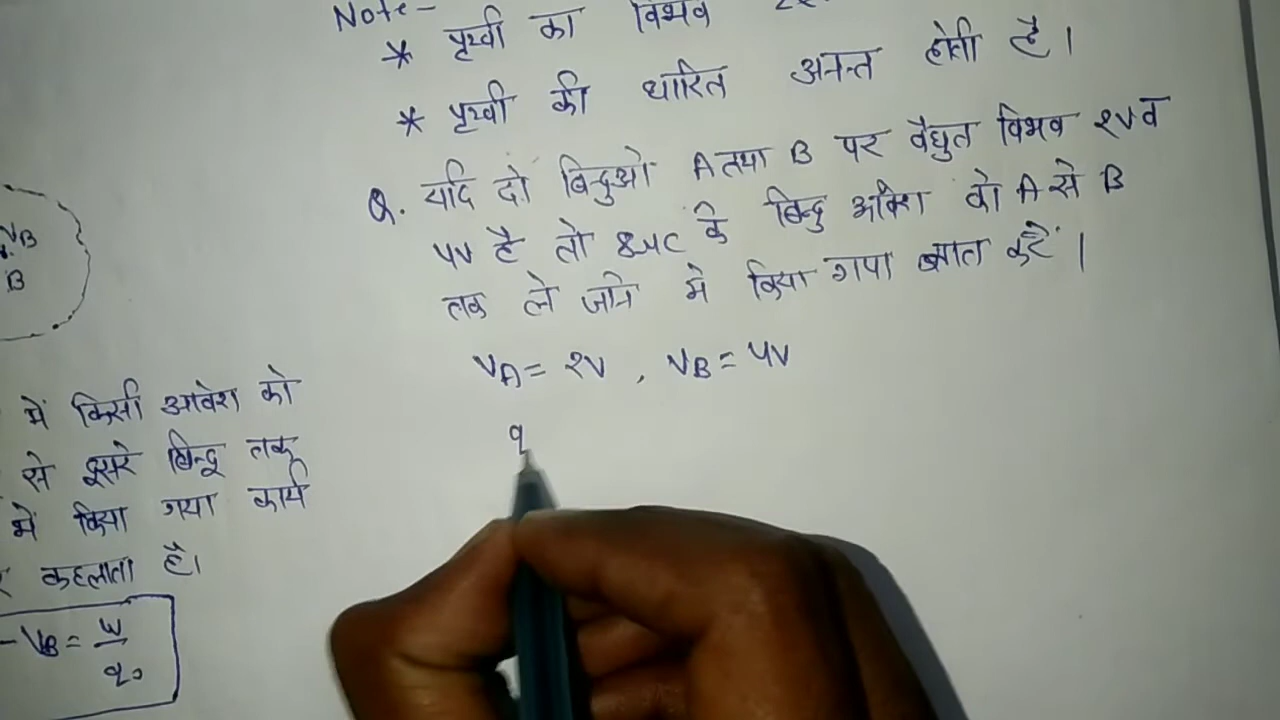 Note-
* पृथ्वी का विभव
* पृथ्वी की धारित अनन्त होती है।
Q. यदि दो बिन्दुओ A तथा B पर वैद्युत विभव 2V व
4V है तो 8μC के बिन्दु आवेश को A से B
तक ले जाने मे किया गया ज्ञात करें।
VA = 2V , VB = 4V
q
VB
B
में किसी आवेश को
से दूसरे बिन्दू तक
में किया गया कार्य
कहलाता है।
- VB = W/q₀